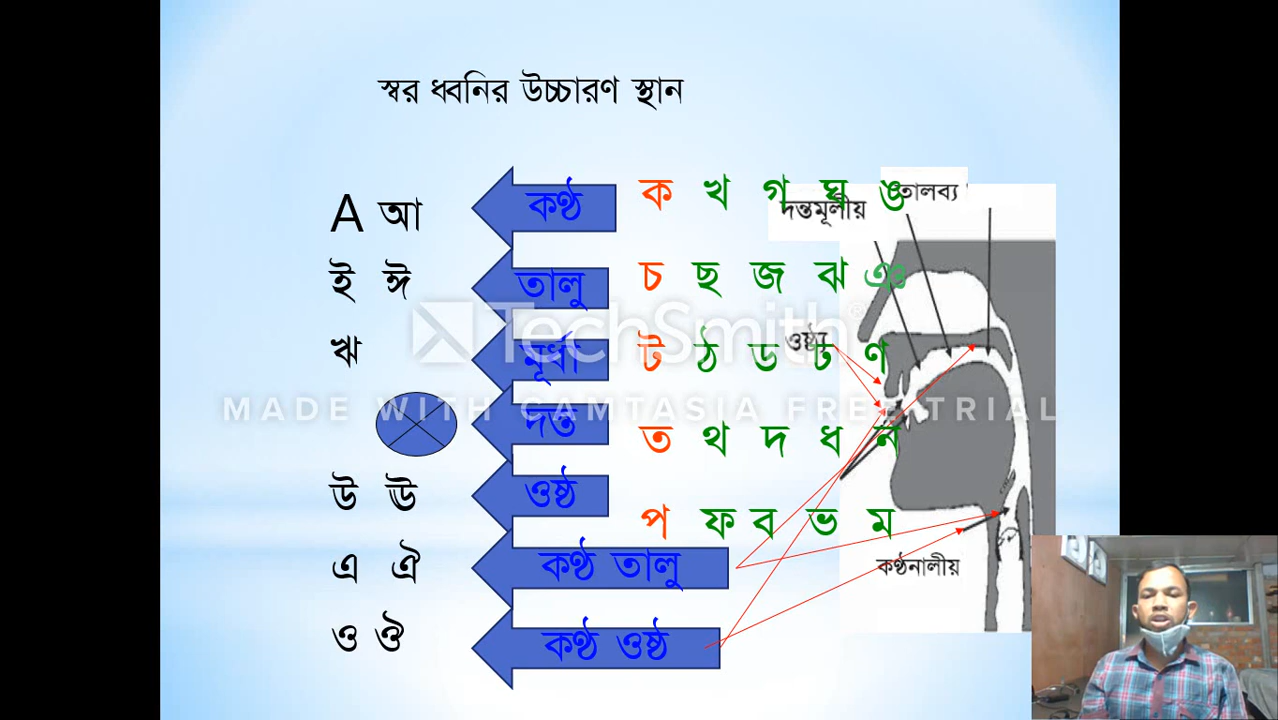 স্বর ধ্বনির উচ্চারণ স্থান
A আ কণ্ঠ ক খ গ ঘ ঙ
তালব্য
দন্তমূলীয়
ই ঈ তালু চ ছ জ ঝ ঞ
TechSmith®
ঋ মূর্ধা ট ঠ ড ঢ ণ
ওষ্ঠ্য
MADE WITH CAMTASIA FREE TRIAL
দন্ত ত থ দ ধ ন
উ ঊ ওষ্ঠ প ফ ব ভ ম
এ ঐ কণ্ঠ তালু
কণ্ঠনালীয়
ও ঔ কণ্ঠ ওষ্ঠ